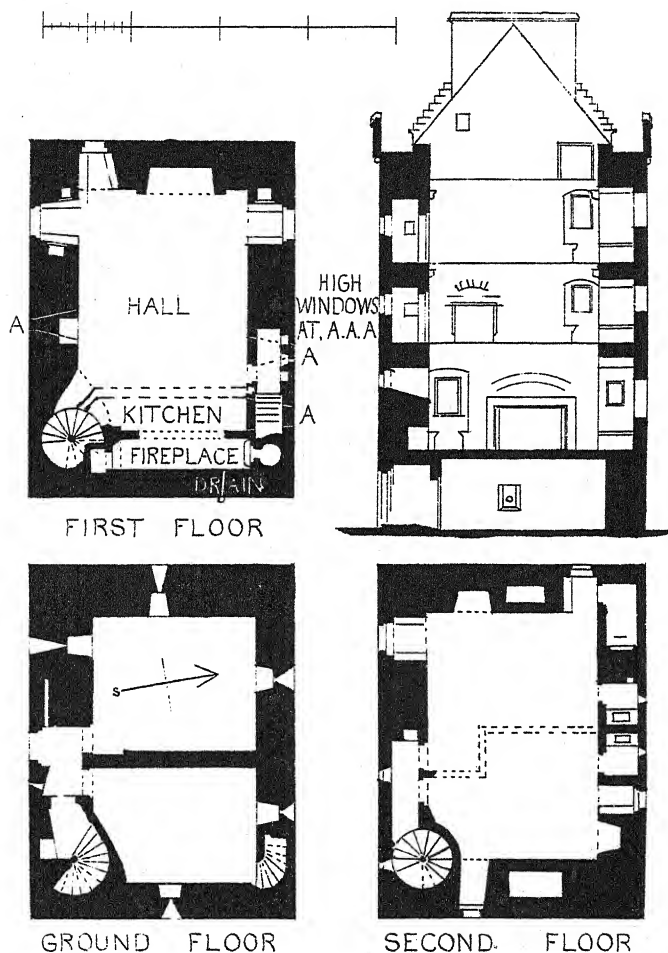 HALL
A
HIGH
WINDOWS
AT, A.A.A
A
KITCHEN
A
FIREPLACE
DRAIN
FIRST FLOOR
S
GROUND FLOOR
SECOND FLOOR